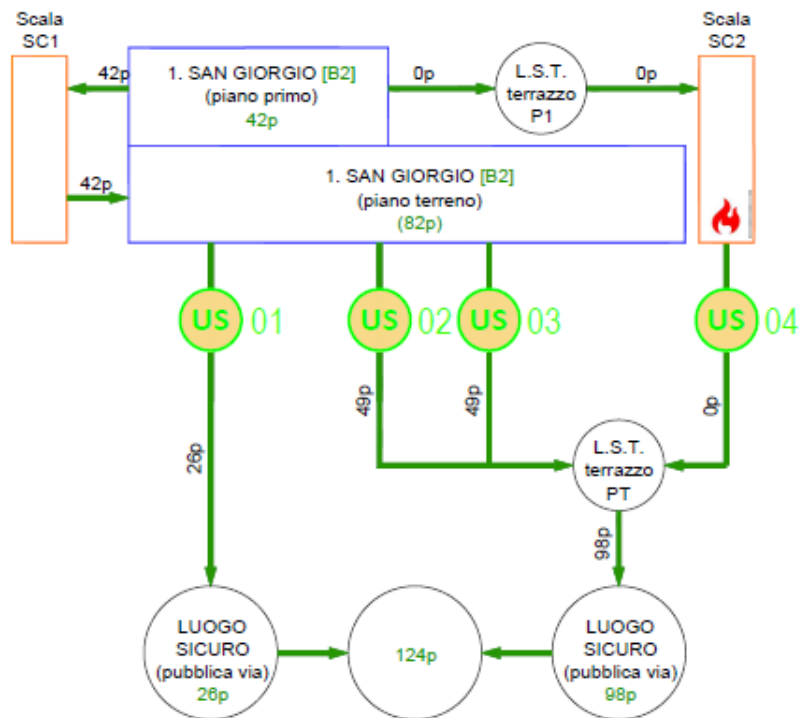 Scala
SC1
Scala
SC2
42p
1. SAN GIORGIO [B2]
(piano primo)
42p
0p
L.S.T.
terrazzo
P1
0p
42p
1. SAN GIORGIO [B2]
(piano terreno)
(82p)
US 01
US 02
US 03
US 04
26p
49p
49p
0p
L.S.T.
terrazzo
PT
98p
LUOGO
SICURO
(pubblica via)
26p
124p
LUOGO
SICURO
(pubblica via)
98p